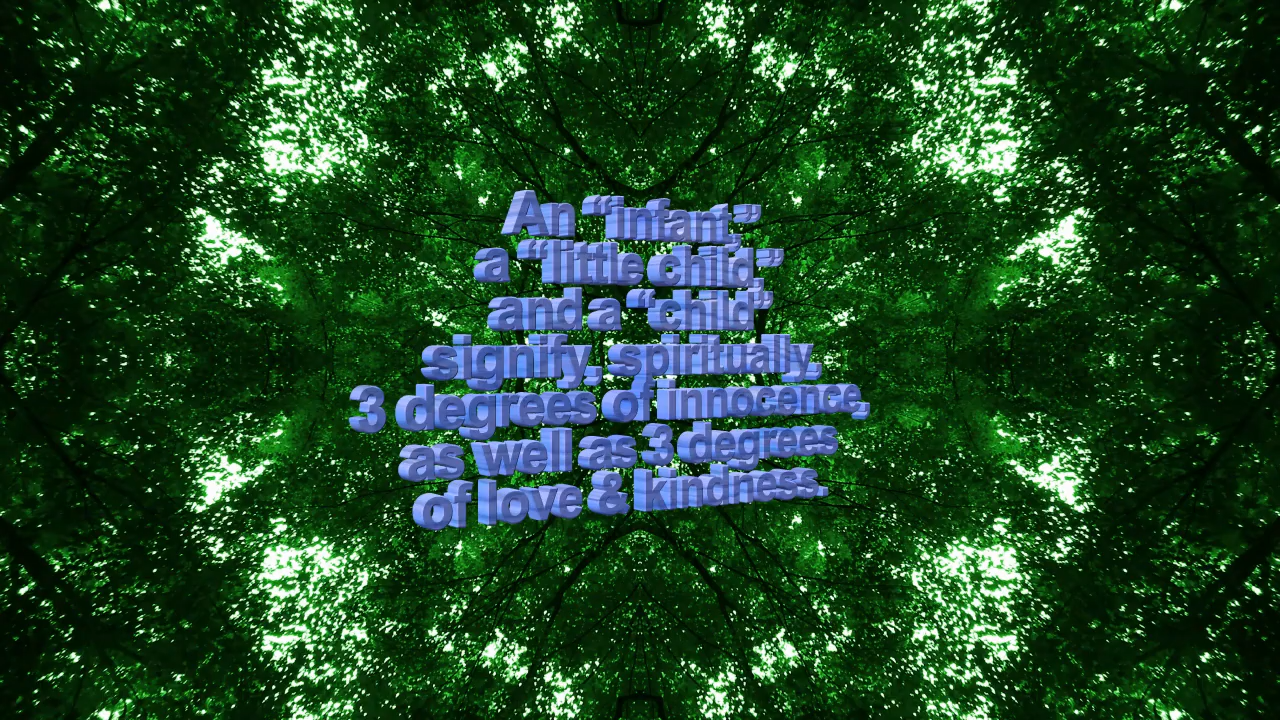 An “infant,”
a “little child”
and a “child”
signify, spiritually,
3 degrees of innocence,
as well as 3 degrees
of love & kindness.